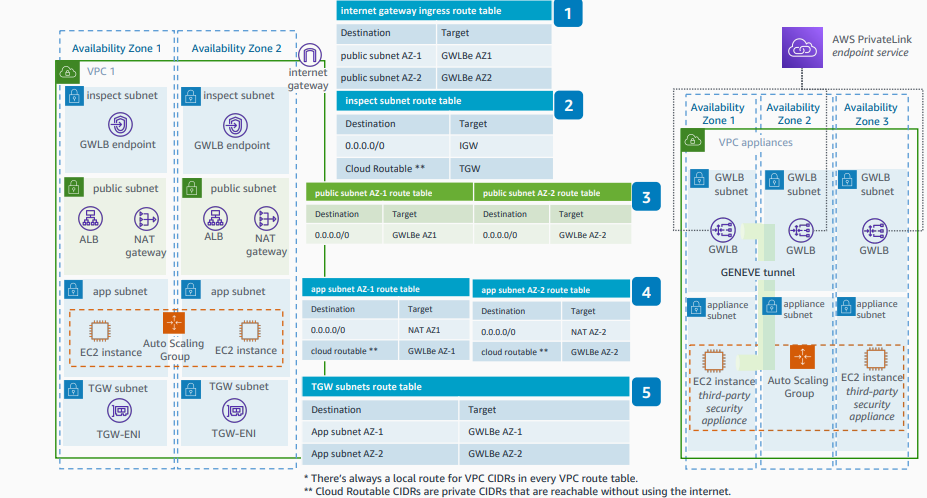 internet gateway ingress route table
1
Destination
Target
public subnet AZ-1
GWLBe AZ1
public subnet AZ-2
GWLBe AZ2
inspect subnet route table
2
Destination
Target
0.0.0.0/0
IGW
Cloud Routable **
TGW
public subnet AZ-1 route table
public subnet AZ-2 route table
3
Destination
Target
Destination
Target
0.0.0.0/0
GWLBe AZ1
0.0.0.0/0
GWLBe AZ-2
app subnet AZ-1 route table
app subnet AZ-2 route table
4
Destination
Target
Destination
Target
0.0.0.0/0
NAT AZ1
0.0.0.0/0
NAT AZ-2
cloud routable **
GWLBe AZ-1
cloud routable **
GWLBe AZ-2
TGW subnets route table
5
Destination
Target
App subnet AZ-1
GWLBe AZ-1
App subnet AZ-2
GWLBe AZ-2
* There's always a local route for VPC CIDRs in every VPC route table.
** Cloud Routable CIDRs are private CIDRs that are reachable without using the internet.
Availability Zone 1
Availability Zone 2
internet
gateway
VPC 1
inspect subnet
inspect subnet
GWLB endpoint
GWLB endpoint
public subnet
public subnet
ALB
NAT
gateway
ALB
NAT
gateway
app subnet
app subnet
EC2 instance
Auto Scaling
Group
EC2 instance
TGW subnet
TGW subnet
TGW-ENI
TGW-ENI
AWS PrivateLink
endpoint service
Availability
Zone 1
Availability
Zone 2
Availability
Zone 3
VPC appliances
GWLB
subnet
GWLB
subnet
GWLB
subnet
GWLB
GWLB
GWLB
GENEVE tunnel
appliance
subnet
appliance
subnet
appliance
subnet
EC2 instance
third-party
security
appliance
Auto Scaling
Group
EC2 instance
third-party
security
appliance